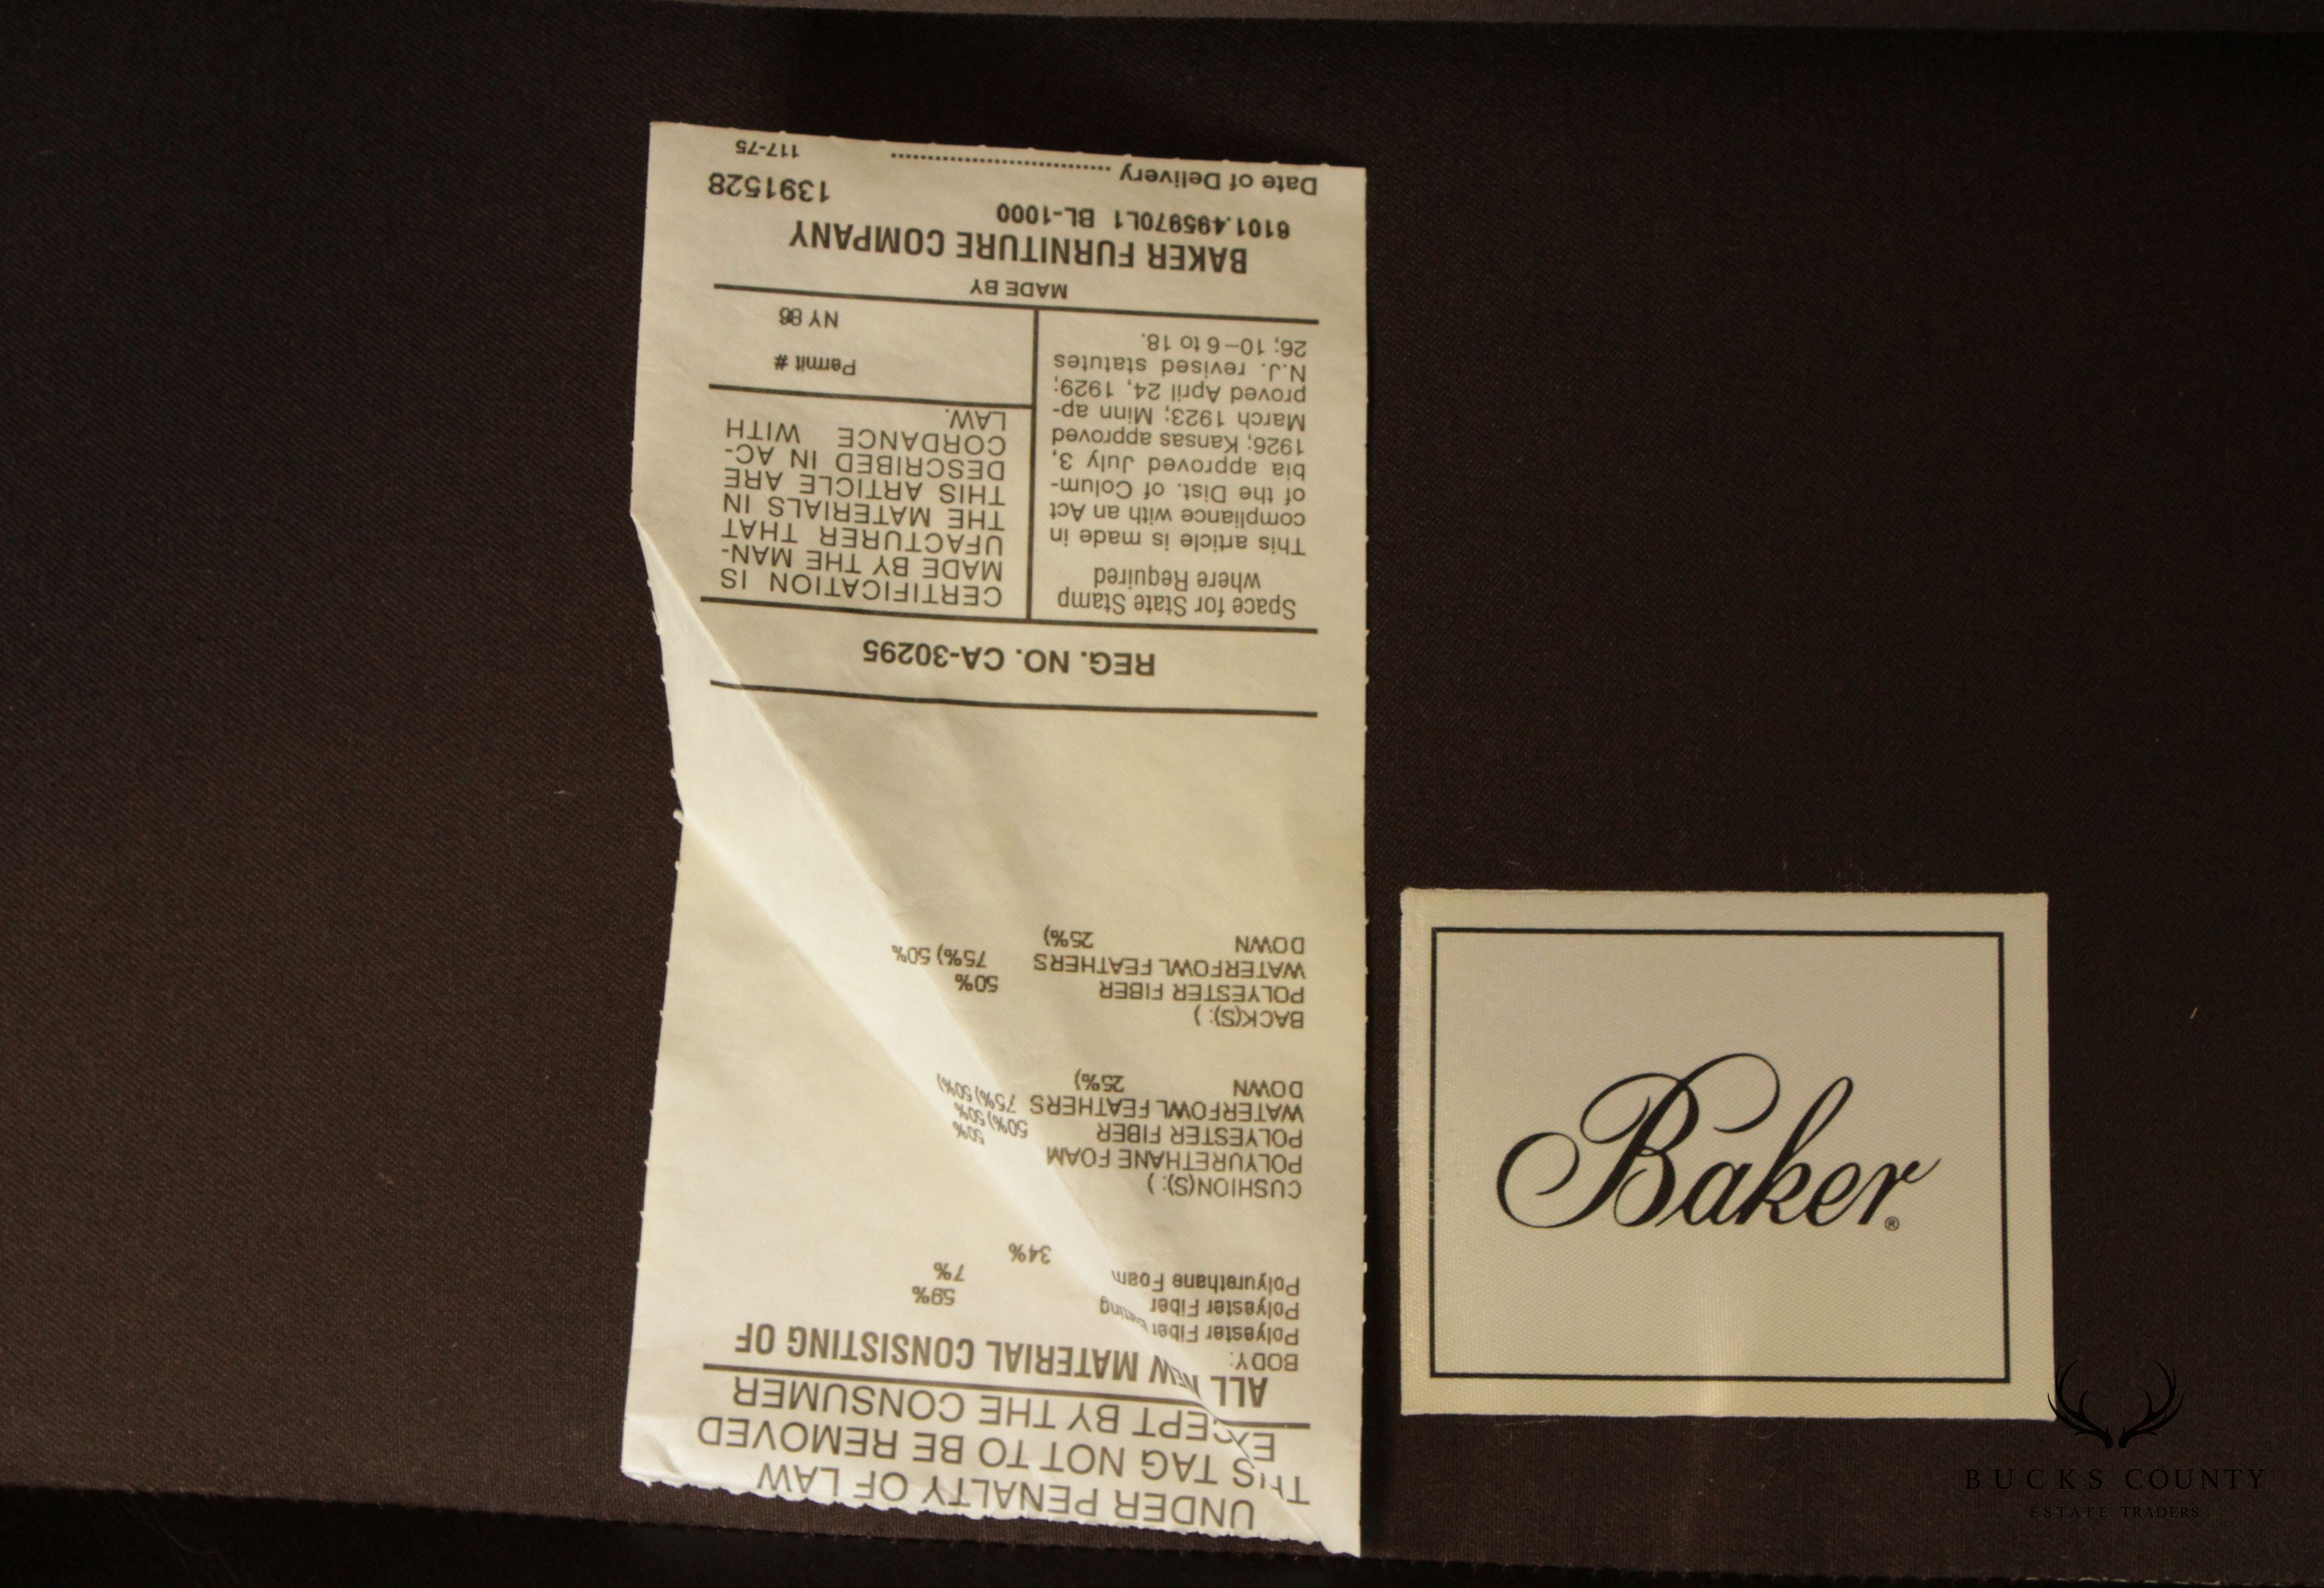 UNDER PENALTY OF LAW
THIS TAG NOT TO BE REMOVED
EXCEPT BY THE CONSUMER
ALL NEW MATERIAL CONSISTING OF
BODY:
Polyester Fiber 59%
Polyester Fiber 7%
Polyurethane Foam 34%
CUSHION(S): )
POLYURETHANE FOAM 50%
POLYESTER FIBER 50%) 50%
WATERFOWL FEATHERS 75%) 50%)
DOWN 25%)
BACK(S): )
POLYESTER FIBER 50%
WATERFOWL FEATHERS 75%) 50%
DOWN 25%)
REG. NO. CA-30295
Space for State Stamp
where Required
This article is made in
compliance with an Act
of the Dist. of Colum-
bia approved July 3,
1926; Kansas approved
March 1923; Minn ap-
proved April 24, 1929;
N.J. revised statutes
26; 10-6 to 18.
CERTIFICATION IS
MADE BY THE MAN-
UFACTURER THAT
THE MATERIALS IN
THIS ARTICLE ARE
DESCRIBED IN AC-
CORDANCE WITH
LAW.
Permit #
NY 86
MADE BY
BAKER FURNITURE COMPANY
6101.495970L1 BL-1000
1391528
Date of Delivery ..............................
117-75
Baker®
BUCKS COUNTY
ESTATE TRADERS